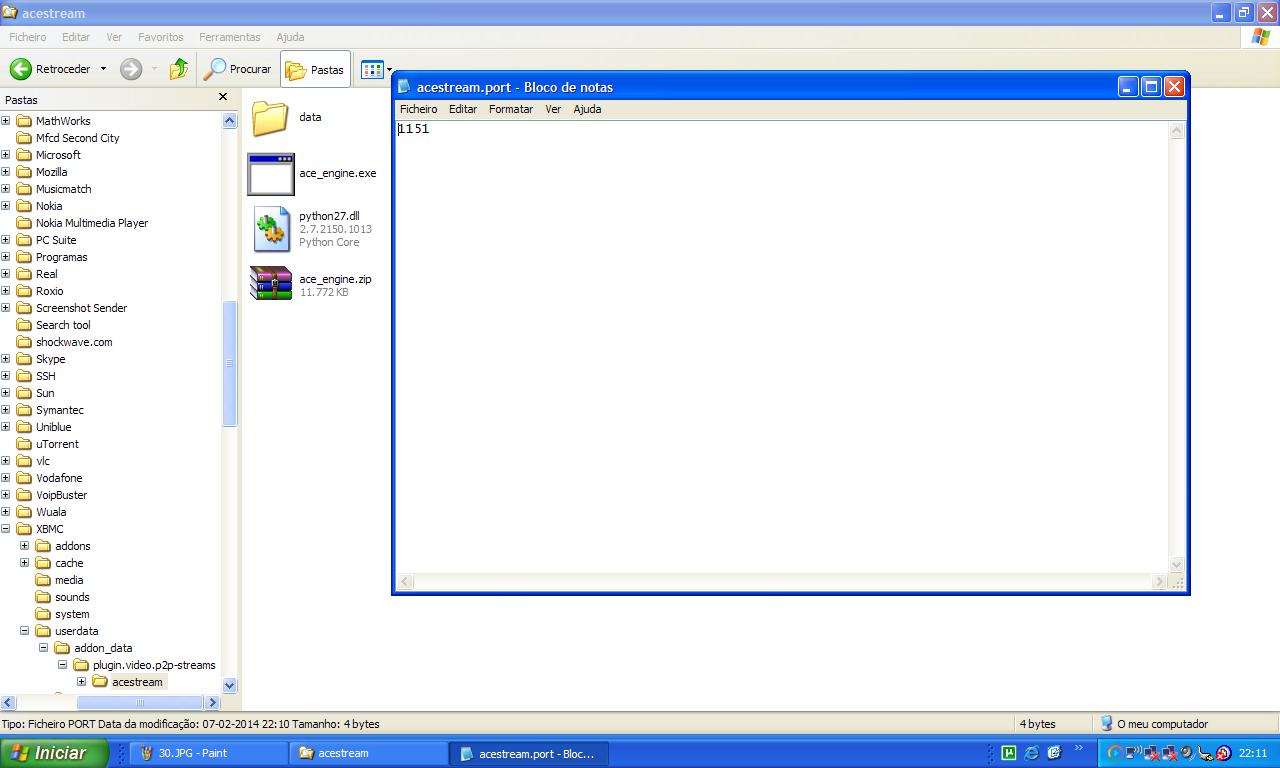 acestream
Ficheiro Editar Ver Favoritos Ferramentas Ajuda
Retroceder Procurar Pastas
Pastas
MathWorks
Mfcd Second City
Microsoft
Mozilla
Musicmatch
Nokia
Nokia Multimedia Player
PC Suite
Programas
Real
Roxio
Screenshot Sender
Search tool
shockwave.com
Skype
SSH
Sun
Symantec
Uniblue
uTorrent
vlc
Vodafone
VoipBuster
Wuala
XBMC
addons
cache
media
sounds
system
userdata
addon_data
plugin.video.p2p-streams
acestream
data
ace_engine.exe
python27.dll
2.7.2150.1013
Python Core
ace_engine.zip
11.772 KB
acestream.port - Bloco de notas
Ficheiro Editar Formatar Ver Ajuda
1151
Tipo: Ficheiro PORT Data da modificação: 07-02-2014 22:10 Tamanho: 4 bytes 4 bytes O meu computador
Iniciar 30.JPG - Paint acestream acestream.port - Bloc... 22:11